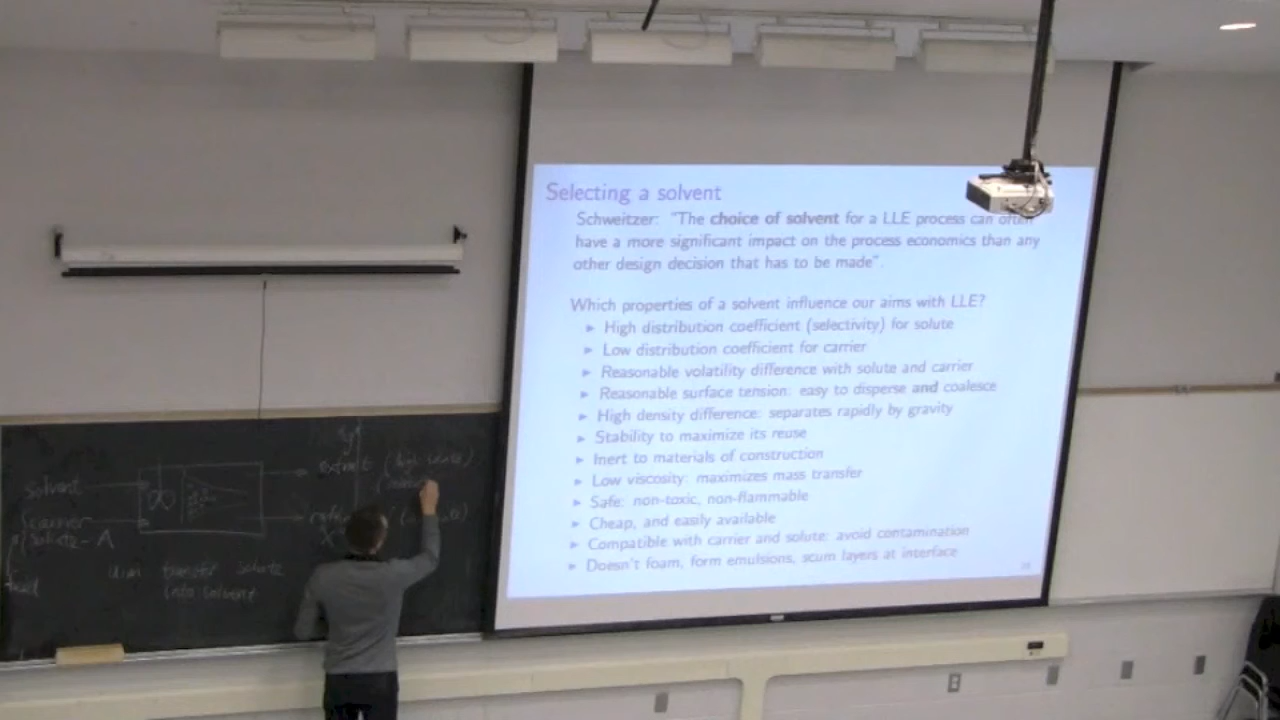 Selecting a solvent
Schweitzer: "The choice of solvent for a LLE process can often
have a more significant impact on the process economics than any
other design decision that has to be made".
Which properties of a solvent influence our aims with LLE?
► High distribution coefficient (selectivity) for solute
► Low distribution coefficient for carrier
► Reasonable volatility difference with solute and carrier
► Reasonable surface tension: easy to disperse and coalesce
► High density difference: separates rapidly by gravity
► Stability to maximize its reuse
► Inert to materials of construction
► Low viscosity: maximizes mass transfer
► Safe: non-toxic, non-flammable
► Cheap, and easily available
► Compatible with carrier and solute: avoid contamination
► Doesn't foam, form emulsions, scum layers at interface
solvent
carrier
solute - A
feed
extract
aim transfer solute
into solvent